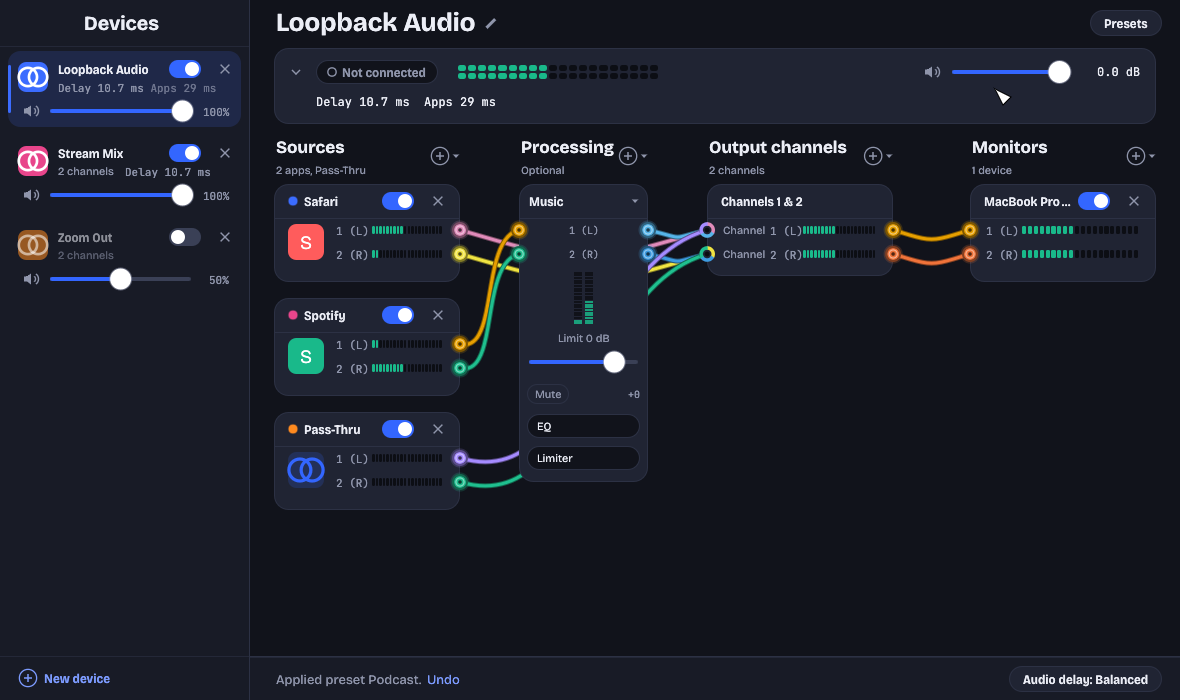 Devices
Loopback Audio
Delay 10.7 ms Apps 29 ms
100%
Stream Mix
2 channels Delay 10.7 ms
100%
Zoom Out
2 channels
50%
New device
Loopback Audio
Presets
Not connected
0.0 dB
Delay 10.7 ms Apps 29 ms
Sources
2 apps, Pass-Thru
Safari
S
1 (L)
2 (R)
Spotify
S
1 (L)
2 (R)
Pass-Thru
1 (L)
2 (R)
Processing
Optional
Music
1 (L)
2 (R)
Limit 0 dB
Mute +0
EQ
Limiter
Output channels
2 channels
Channels 1 & 2
Channel 1 (L)
Channel 2 (R)
Monitors
1 device
MacBook Pro ...
1 (L)
2 (R)
Applied preset Podcast. Undo
Audio delay: Balanced